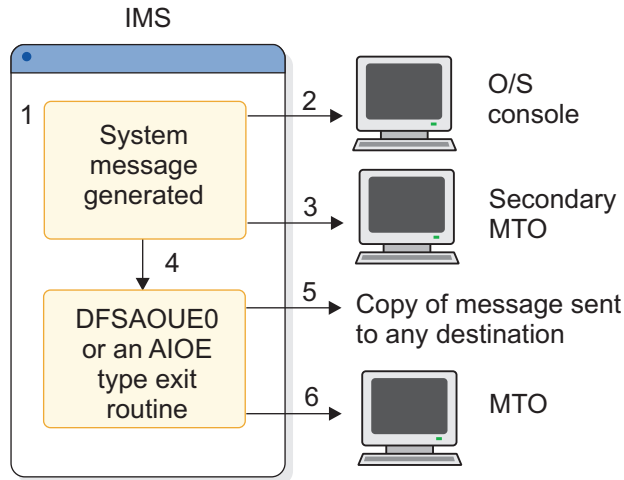 IMS
1
System
message
generated
2
O/S
console
3
Secondary
MTO
4
DFSAOUE0
or an AIOE
type exit
routine
5
Copy of message sent
to any destination
6
MTO